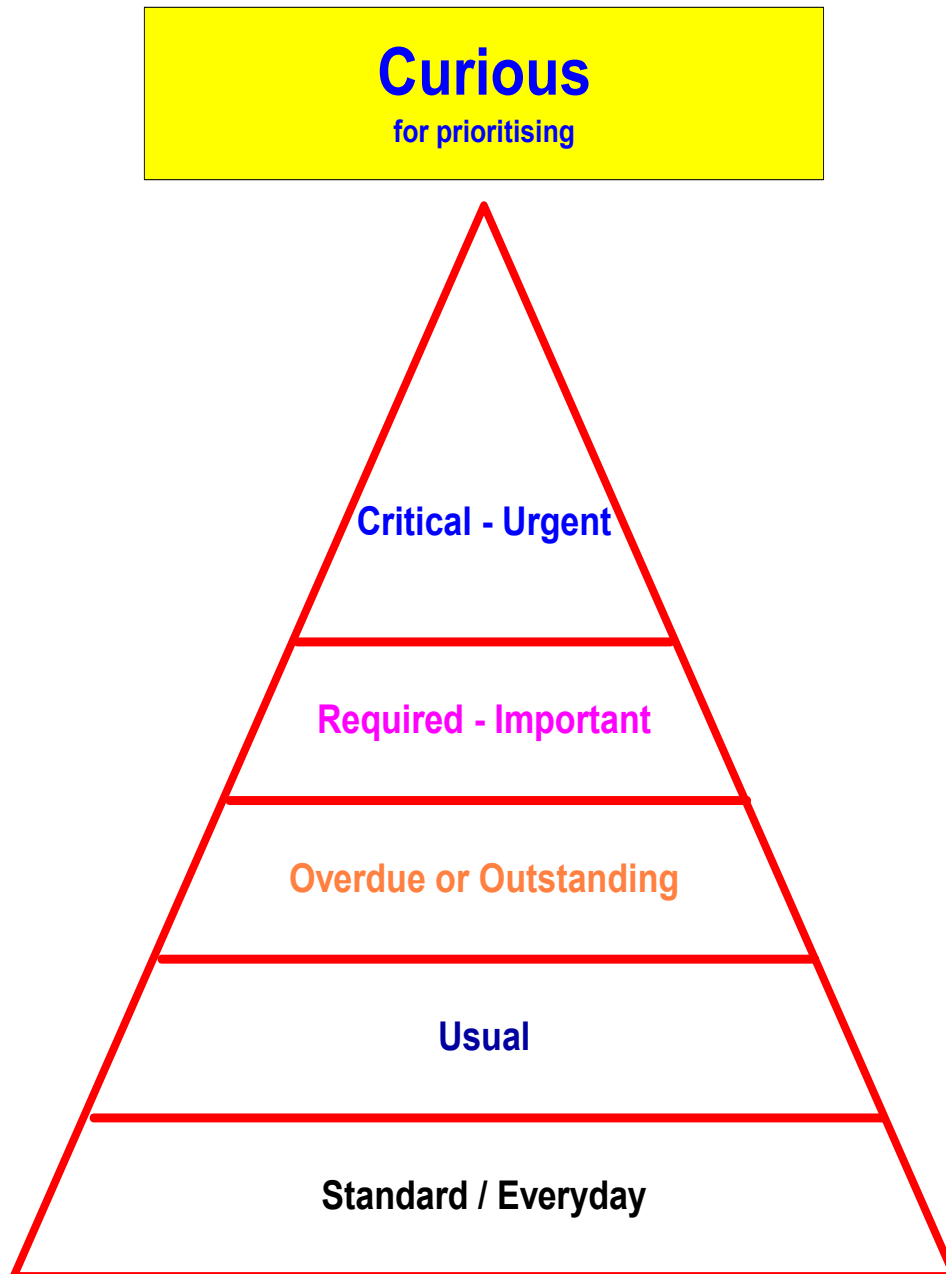 Curious
for prioritising
Critical - Urgent
Required - Important
Overdue or Outstanding
Usual
Standard / Everyday